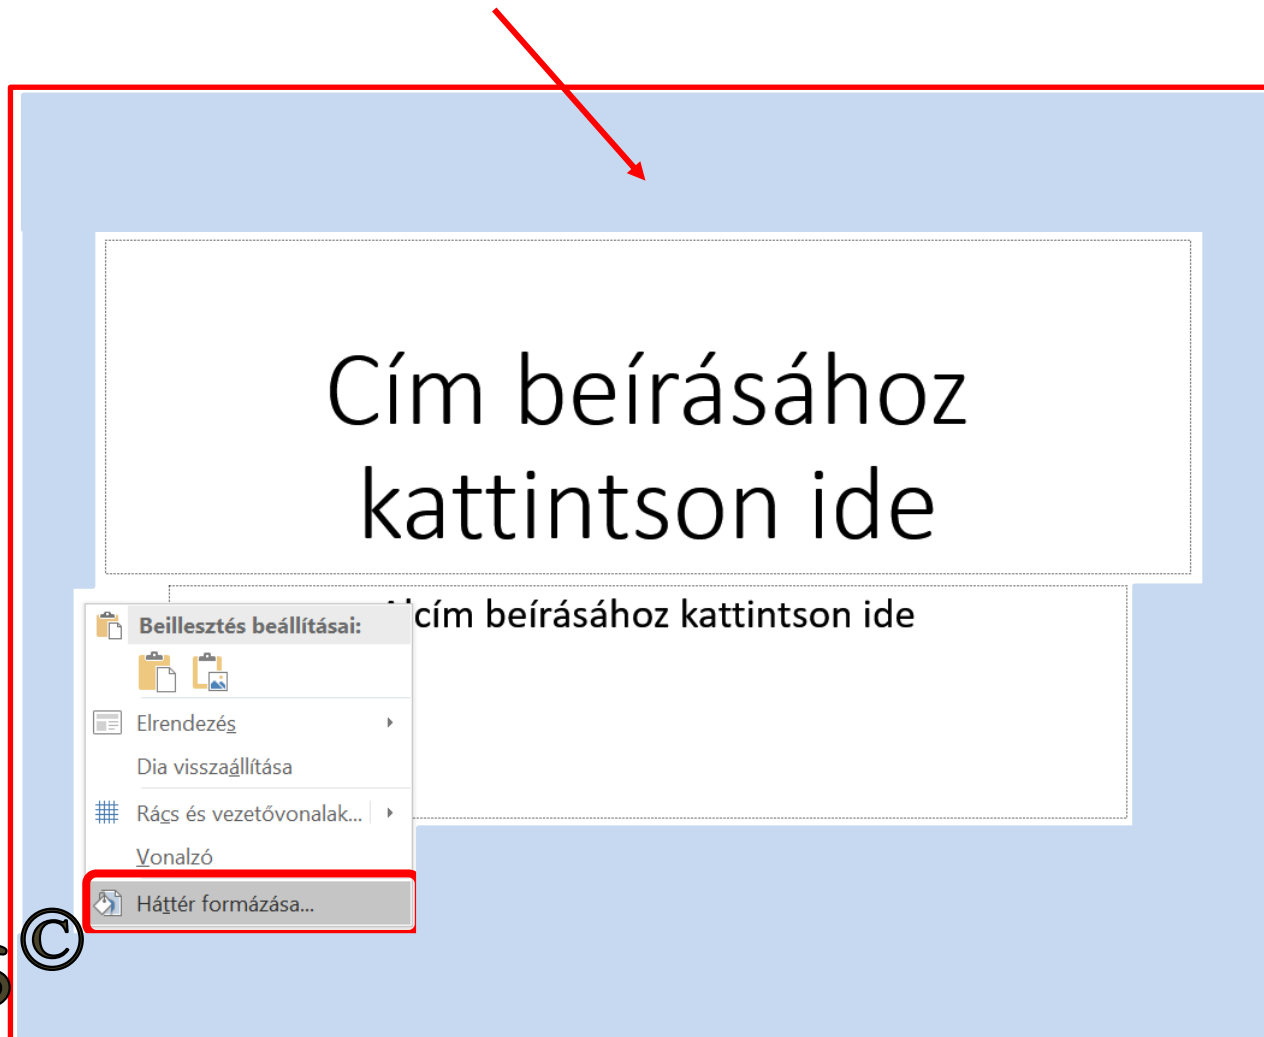 Cím beírásához
kattintson ide
cím beírásához kattintson ide
Beillesztés beállításai:
Elrendezés
Dia visszaállítása
Rács és vezetővonalak...
Vonalzó
Háttér formázása...
©